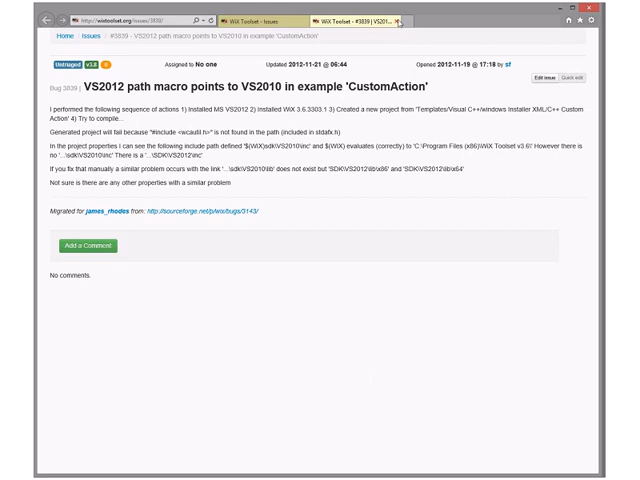 http://wixtoolset.org/issues/3839/
WiX Toolset - Issues
WiX Toolset - #3839 | VS201...
Home / Issues / #3839 - VS2012 path macro points to VS2010 in example 'CustomAction'
Untriaged v3.8 0 Assigned to No one Updated 2012-11-21 @ 06:44 Opened 2012-11-19 @ 17:18 by sf
Edit issue Quick edit
Bug 3839 | VS2012 path macro points to VS2010 in example 'CustomAction'
I performed the following sequence of actions 1) Installed MS VS2012 2) Installed WiX 3.6.3303.1 3) Created a new project from 'Templates/Visual C++/windows Installer XML/C++ Custom
Action' 4) Try to compile...
Generated project will fail because "#include <wcautil.h>" is not found in the path (included in stdafx.h)
In the project properties I can see the following include path defined '$(WiX)sdk\VS2010\inc' and $(WiX) evaluates (correctly) to 'C:\Program Files (x86)\WiX Toolset v3.6\' However there is
no '...\sdk\VS2010\inc' There is a '...\SDK\VS2012\inc'
If you fix that manually a similar problem occurs with the link '...\sdk\VS2010\lib' does not exist but 'SDK\VS2012\lib\x86" and 'SDK\VS2012\lib\x64'
Not sure is there are any other properties with a similar problem
Migrated for james_rhodes from: http://sourceforge.net/p/wix/bugs/3143/
Add a Comment
No comments.